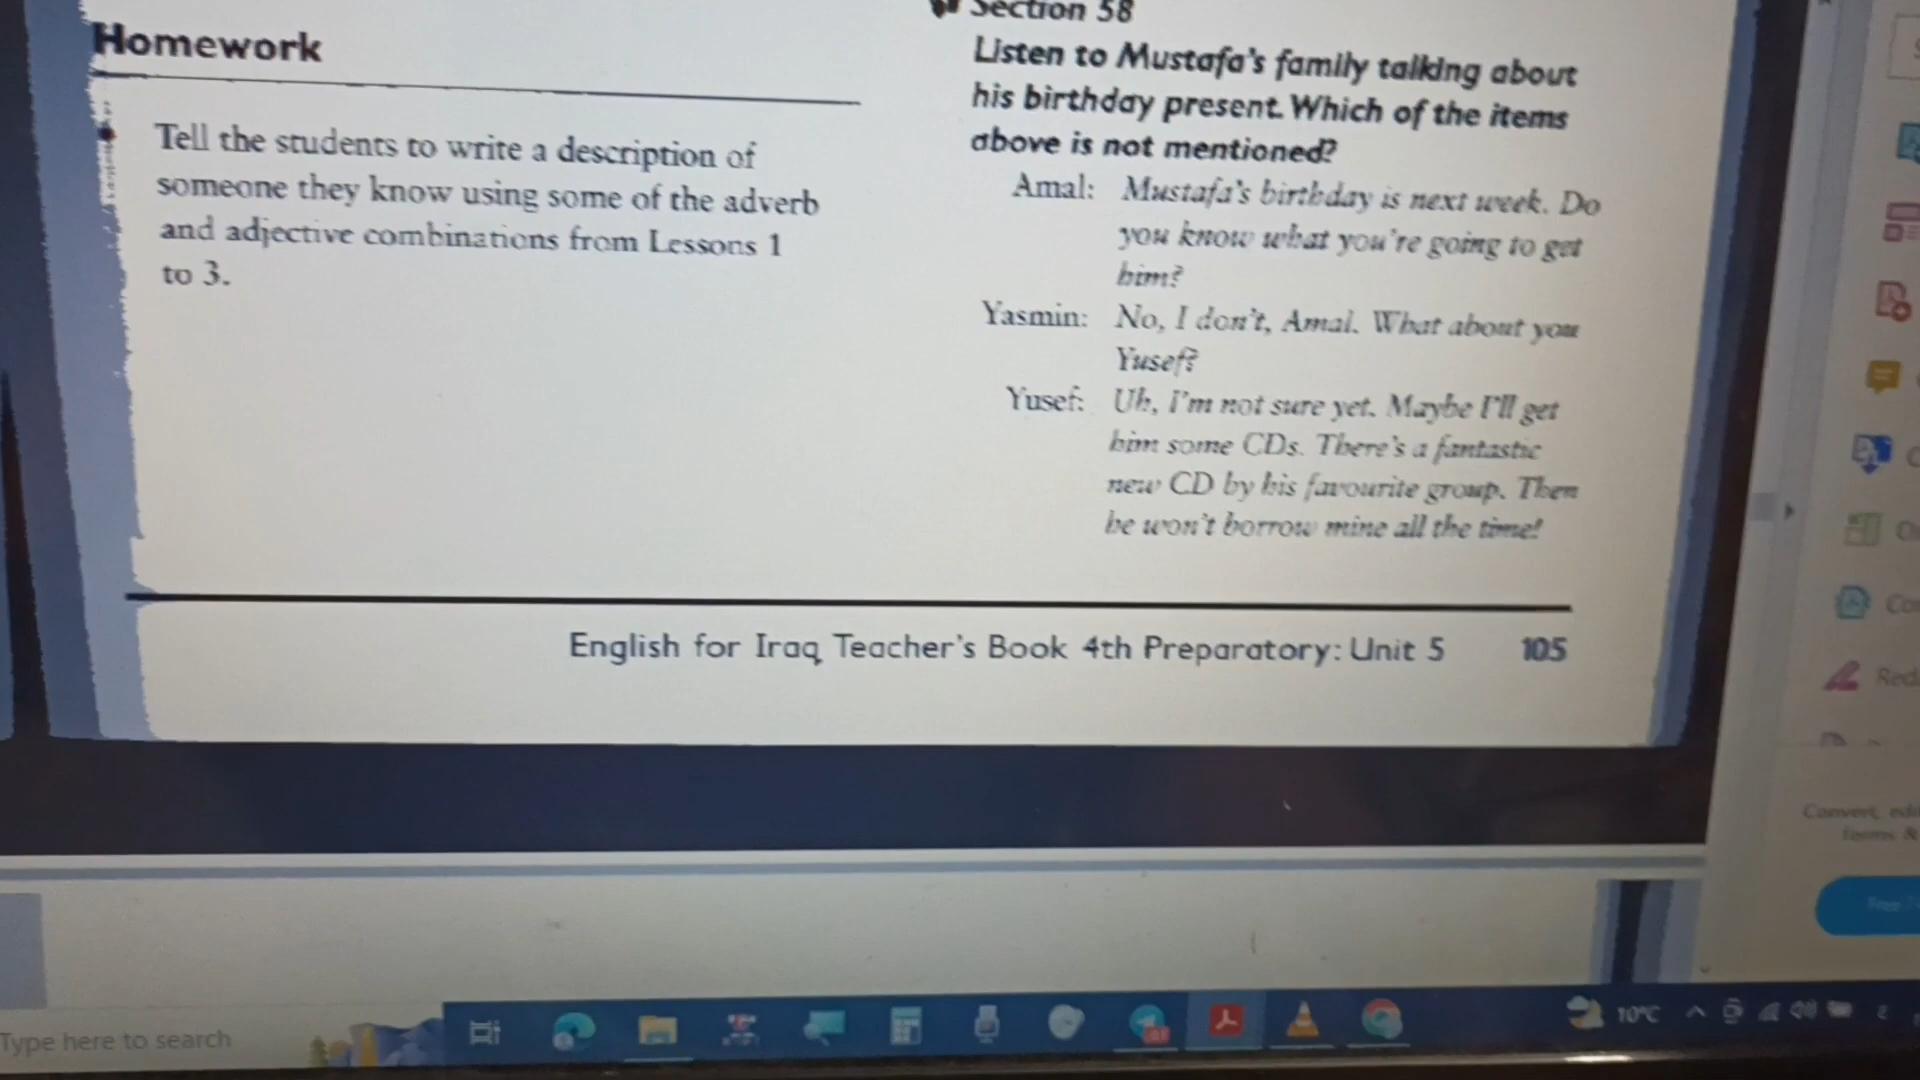 Homework
Tell the students to write a description of
someone they know using some of the adverb
and adjective combinations from Lessons 1
to 3.
Section 58
Listen to Mustafa's family talking about
his birthday present. Which of the items
above is not mentioned?
Amal: Mustafa's birthday is next week. Do
you know what you're going to get
him?
Yasmin: No, I don't, Amal. What about you
Yusef?
Yusef: Uh, I'm not sure yet. Maybe I'll get
him some CDs. There's a fantastic
new CD by his favourite group. Then
he won't borrow mine all the time!
English for Iraq Teacher's Book 4th Preparatory: Unit 5 105
Convert, edit
Type here to search
10°C